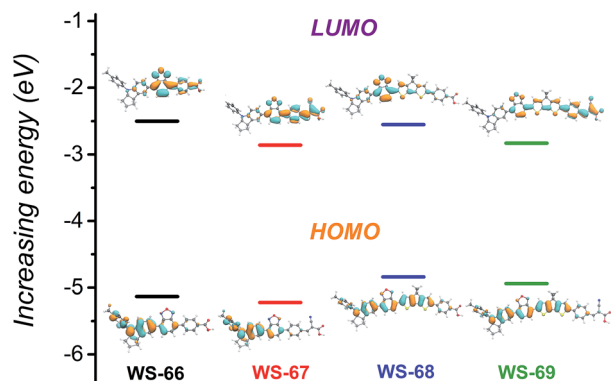 Increasing energy (eV)
-1
-2
-3
-4
-5
-6
LUMO
HOMO
WS-66
WS-67
WS-68
WS-69